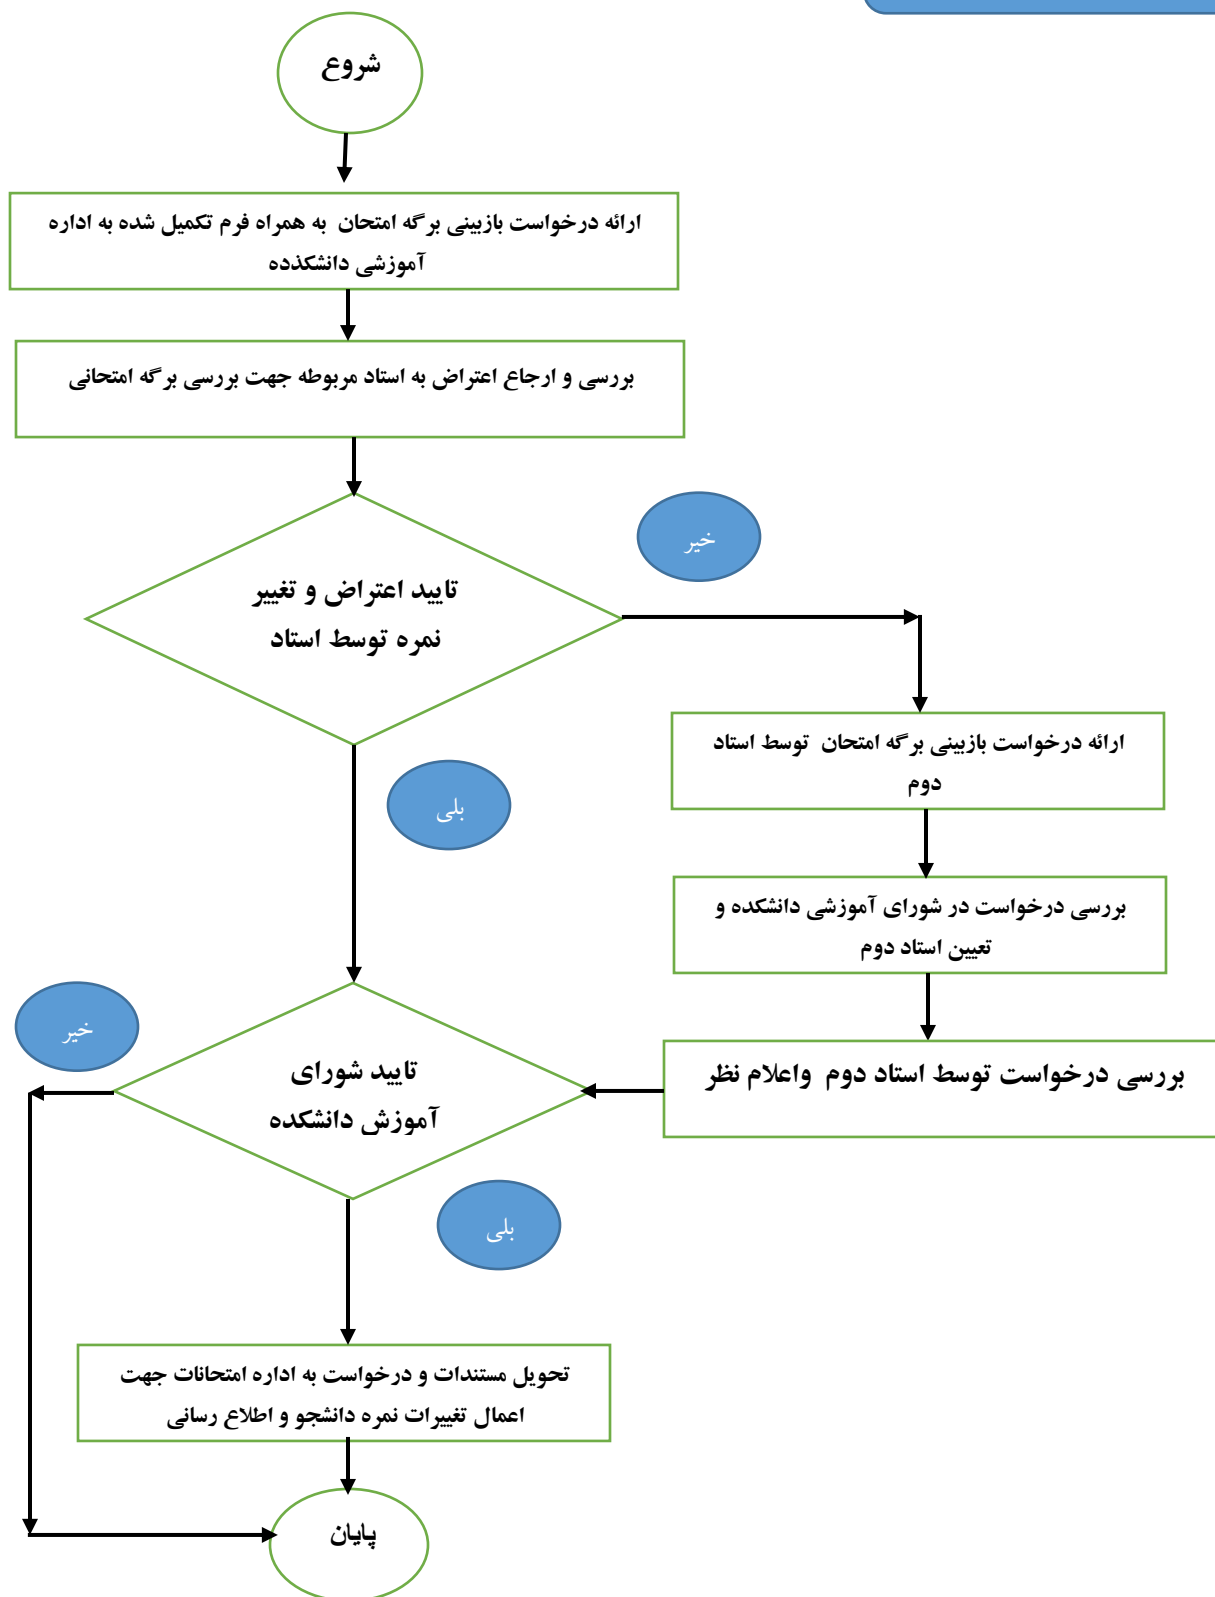 شروع
ارائه درخواست بازبینی برگه امتحان به همراه فرم تکمیل شده به اداره
آموزشی دانشکذده
بررسی و ارجاع اعتراض به استاد مربوطه جهت بررسی برگه امتحانی
خیر
تایید اعتراض و تغییر
نمره توسط استاد
ارائه درخواست بازبینی برگه امتحان توسط استاد
دوم
بلی
بررسی درخواست در شورای آموزشی دانشکده و
تعیین استاد دوم
خیر
تایید شورای
آموزش دانشکده
بررسی درخواست توسط استاد دوم واعلام نظر
بلی
تحویل مستندات و درخواست به اداره امتحانات جهت
اعمال تغییرات نمره دانشجو و اطلاع رسانی
پایان